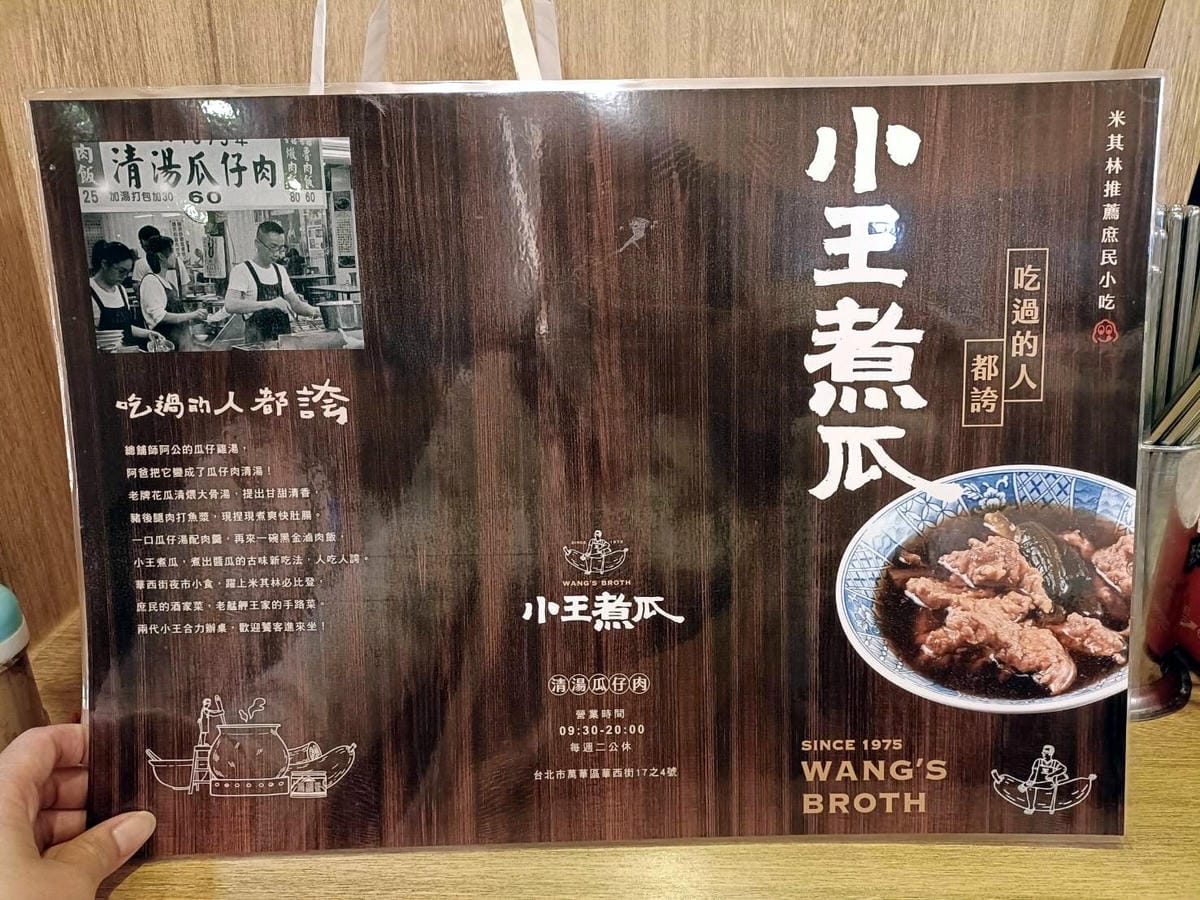 肉飯
25
清湯瓜仔肉
加湯打包加30
60
魯肉飯
80 60
吃過的人都誇
總舖師阿公的瓜仔雞湯，
阿爸把它變成了瓜仔肉清湯！
老牌花瓜清燉大骨湯，提出甘甜清香，
豬後腿肉打魚漿，現捏現煮爽快肚腸。
一口瓜仔湯配肉羹，再來一碗黑金滷肉飯，
小王煮瓜，煮出醬瓜的古味新吃法，人吃人誇。
華西街夜市小食，躍上米其林必比登，
庶民的酒家菜，老艋舺王家的手路菜。
兩代小王合力辦桌，歡迎饕客進來坐！
SINCE 1975
WANG'S BROTH
小王煮瓜
清湯瓜仔肉
營業時間
09:30-20:00
每週二公休
台北市萬華區華西街17之4號
米其林推薦庶民小吃
吃過的人
都誇
小王煮瓜
SINCE 1975
WANG'S
BROTH